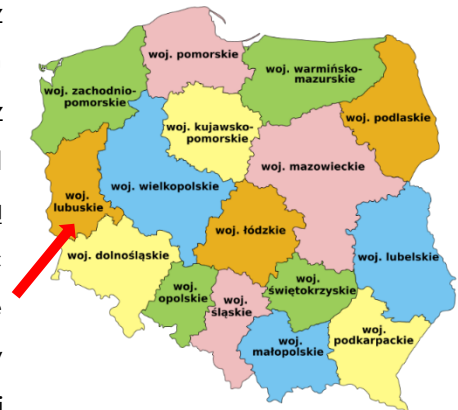 woj. pomorskie
woj. warmińsko-
mazurskie
woj. zachodnio-
pomorskie
woj. podlaskie
woj. kujawsko-
pomorskie
woj. mazowieckie
woj. wielkopolskie
woj.
lubuskie
woj. łódzkie
woj. dolnośląskie
woj. lubelskie
woj.
opolskie
woj.
śląskie
woj.
świętokrzyskie
woj.
małopolskie
woj.
podkarpackie